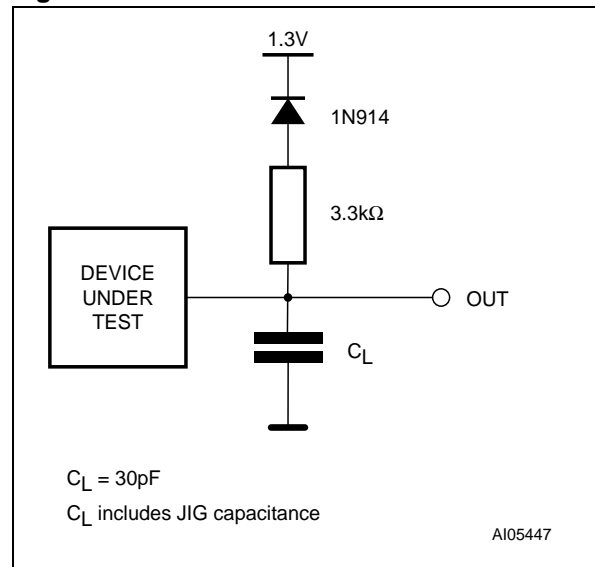 1.3V
1N914
3.3kΩ
DEVICE
UNDER
TEST
OUT
CL
CL = 30pF
CL includes JIG capacitance
AI05447